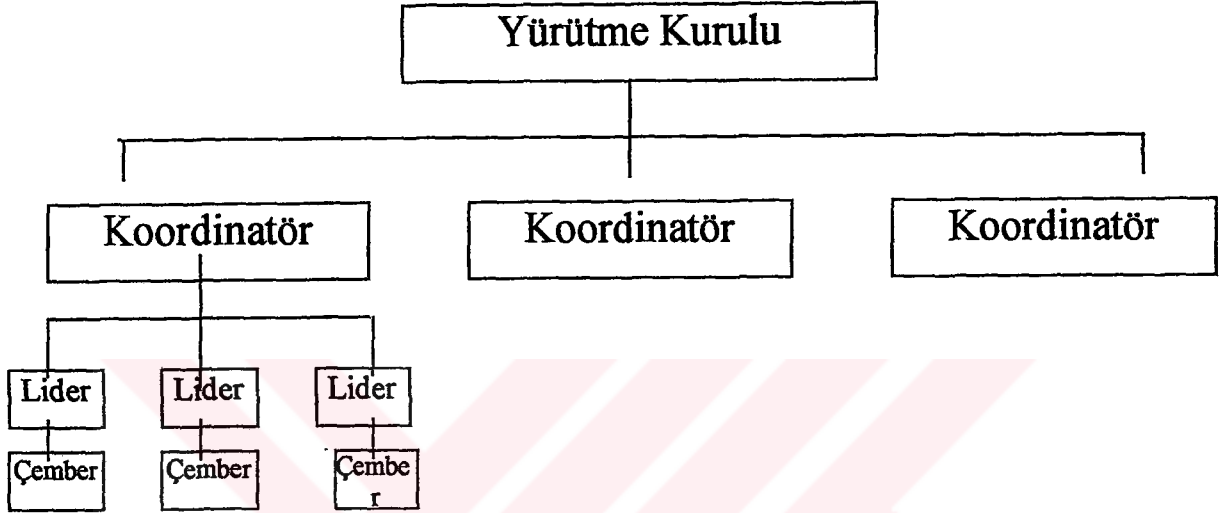 Yürütme Kurulu
Koordinatör
Koordinatör
Koordinatör
Lider
Lider
Lider
Çember
Çember
Çembe
r